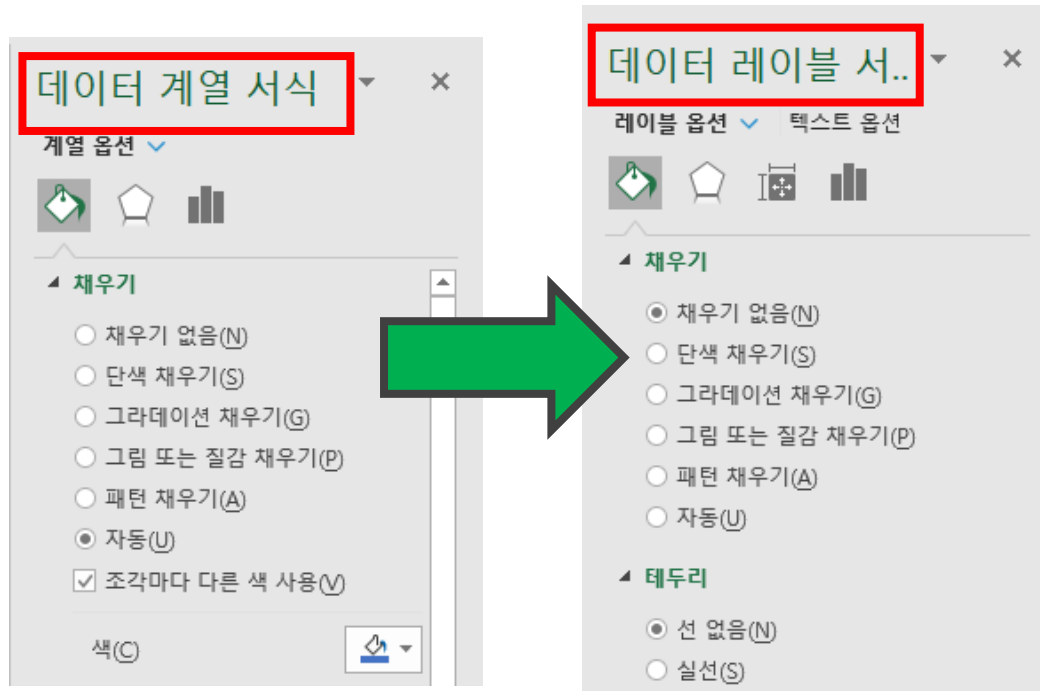 데이터 계열 서식
계열 옵션
채우기
채우기 없음(N)
단색 채우기(S)
그라데이션 채우기(G)
그림 또는 질감 채우기(P)
패턴 채우기(A)
자동(U)
조각마다 다른 색 사용(V)
색(C)
데이터 레이블 서..
레이블 옵션 텍스트 옵션
채우기
채우기 없음(N)
단색 채우기(S)
그라데이션 채우기(G)
그림 또는 질감 채우기(P)
패턴 채우기(A)
자동(U)
테두리
선 없음(N)
실선(S)